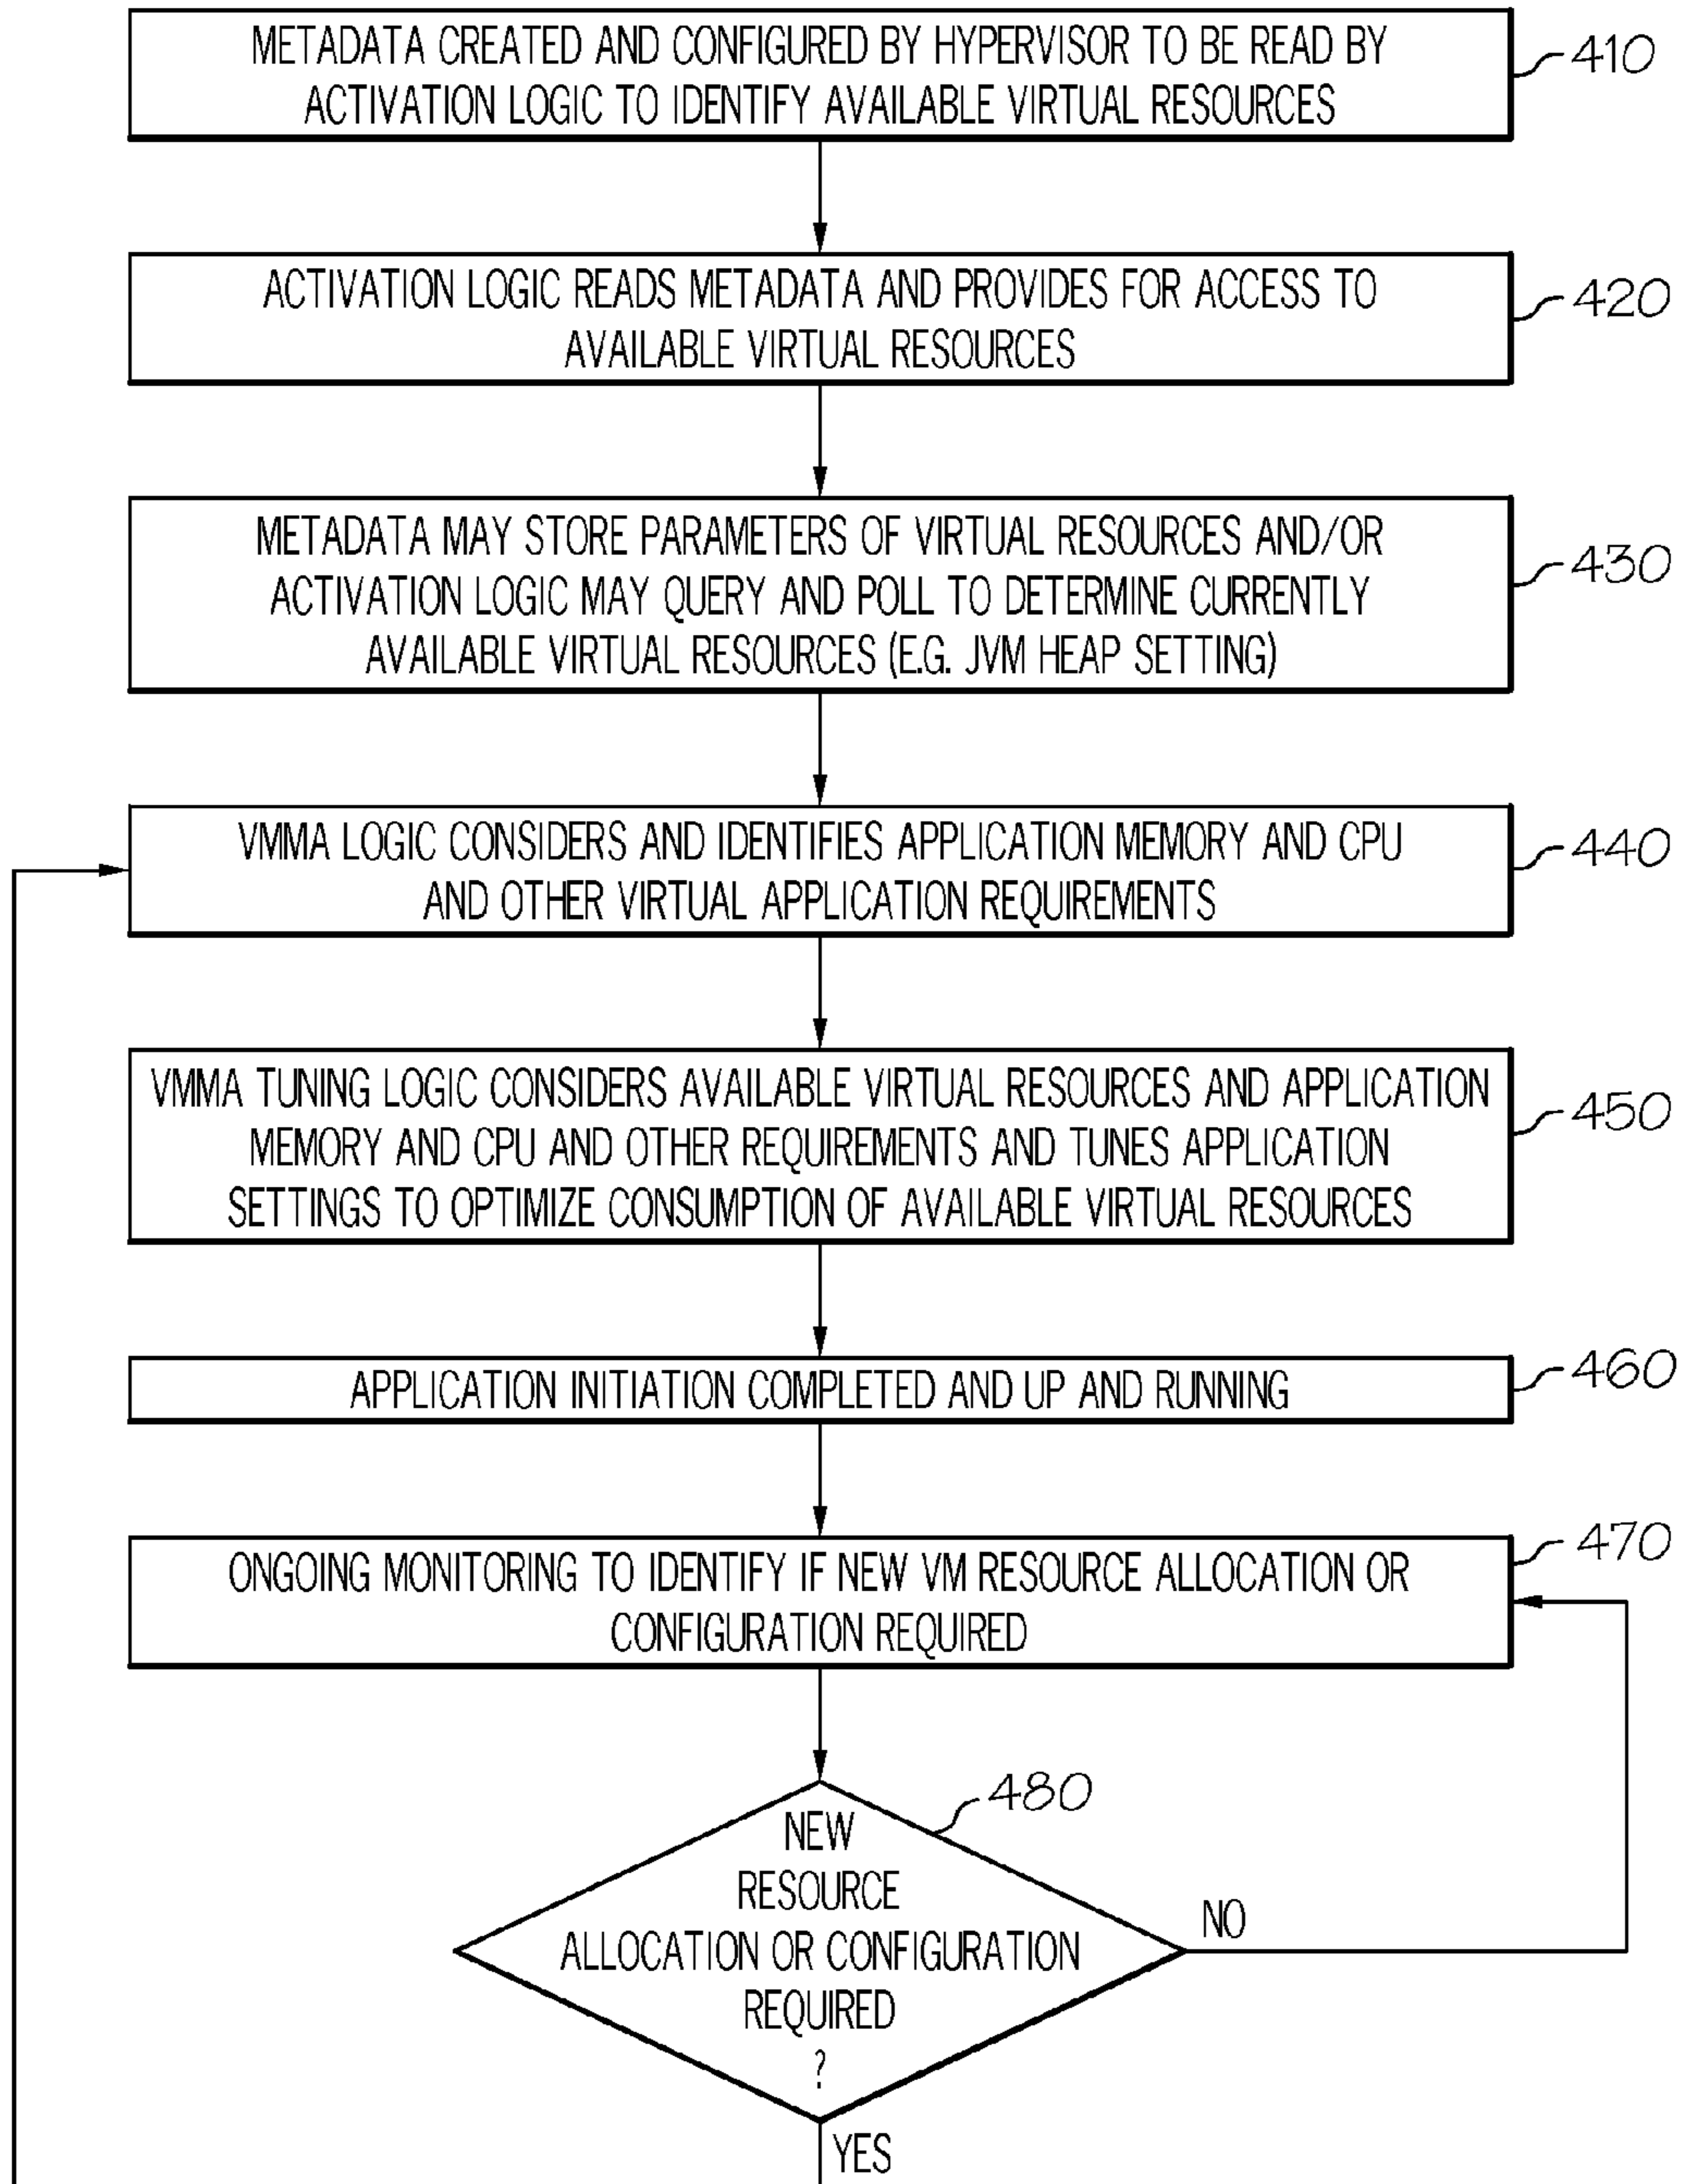 METADATA CREATED AND CONFIGURED BY HYPERVISOR TO BE READ BY
ACTIVATION LOGIC TO IDENTIFY AVAILABLE VIRTUAL RESOURCES
410
ACTIVATION LOGIC READS METADATA AND PROVIDES FOR ACCESS TO
AVAILABLE VIRTUAL RESOURCES
420
METADATA MAY STORE PARAMETERS OF VIRTUAL RESOURCES AND/OR
ACTIVATION LOGIC MAY QUERY AND POLL TO DETERMINE CURRENTLY
AVAILABLE VIRTUAL RESOURCES (E.G. JVM HEAP SETTING)
430
VMMA LOGIC CONSIDERS AND IDENTIFIES APPLICATION MEMORY AND CPU
AND OTHER VIRTUAL APPLICATION REQUIREMENTS
440
VMMA TUNING LOGIC CONSIDERS AVAILABLE VIRTUAL RESOURCES AND APPLICATION
MEMORY AND CPU AND OTHER REQUIREMENTS AND TUNES APPLICATION
SETTINGS TO OPTIMIZE CONSUMPTION OF AVAILABLE VIRTUAL RESOURCES
450
APPLICATION INITIATION COMPLETED AND UP AND RUNNING
460
ONGOING MONITORING TO IDENTIFY IF NEW VM RESOURCE ALLOCATION OR
CONFIGURATION REQUIRED
470
480
NEW
RESOURCE
ALLOCATION OR CONFIGURATION
REQUIRED
?
NO
YES